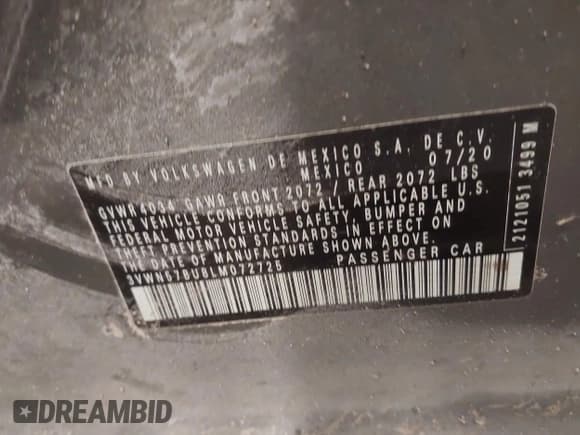 MFD BY VOLKSWAGEN DE MEXICO S.A. DE C.V.
MEXICO 07/20
GVWR 4034 GAWR FRONT 2072 / REAR 2072 LBS
THIS VEHICLE CONFORMS TO ALL APPLICABLE U.S.
FEDERAL MOTOR VEHICLE SAFETY, BUMPER AND
THEFT PREVENTION STANDARDS IN EFFECT ON
THE DATE OF MANUFACTURE SHOWN ABOVE.
3VWN57BU8LM072725 PASSENGER CAR
2121051 3499 M
DREAMBID